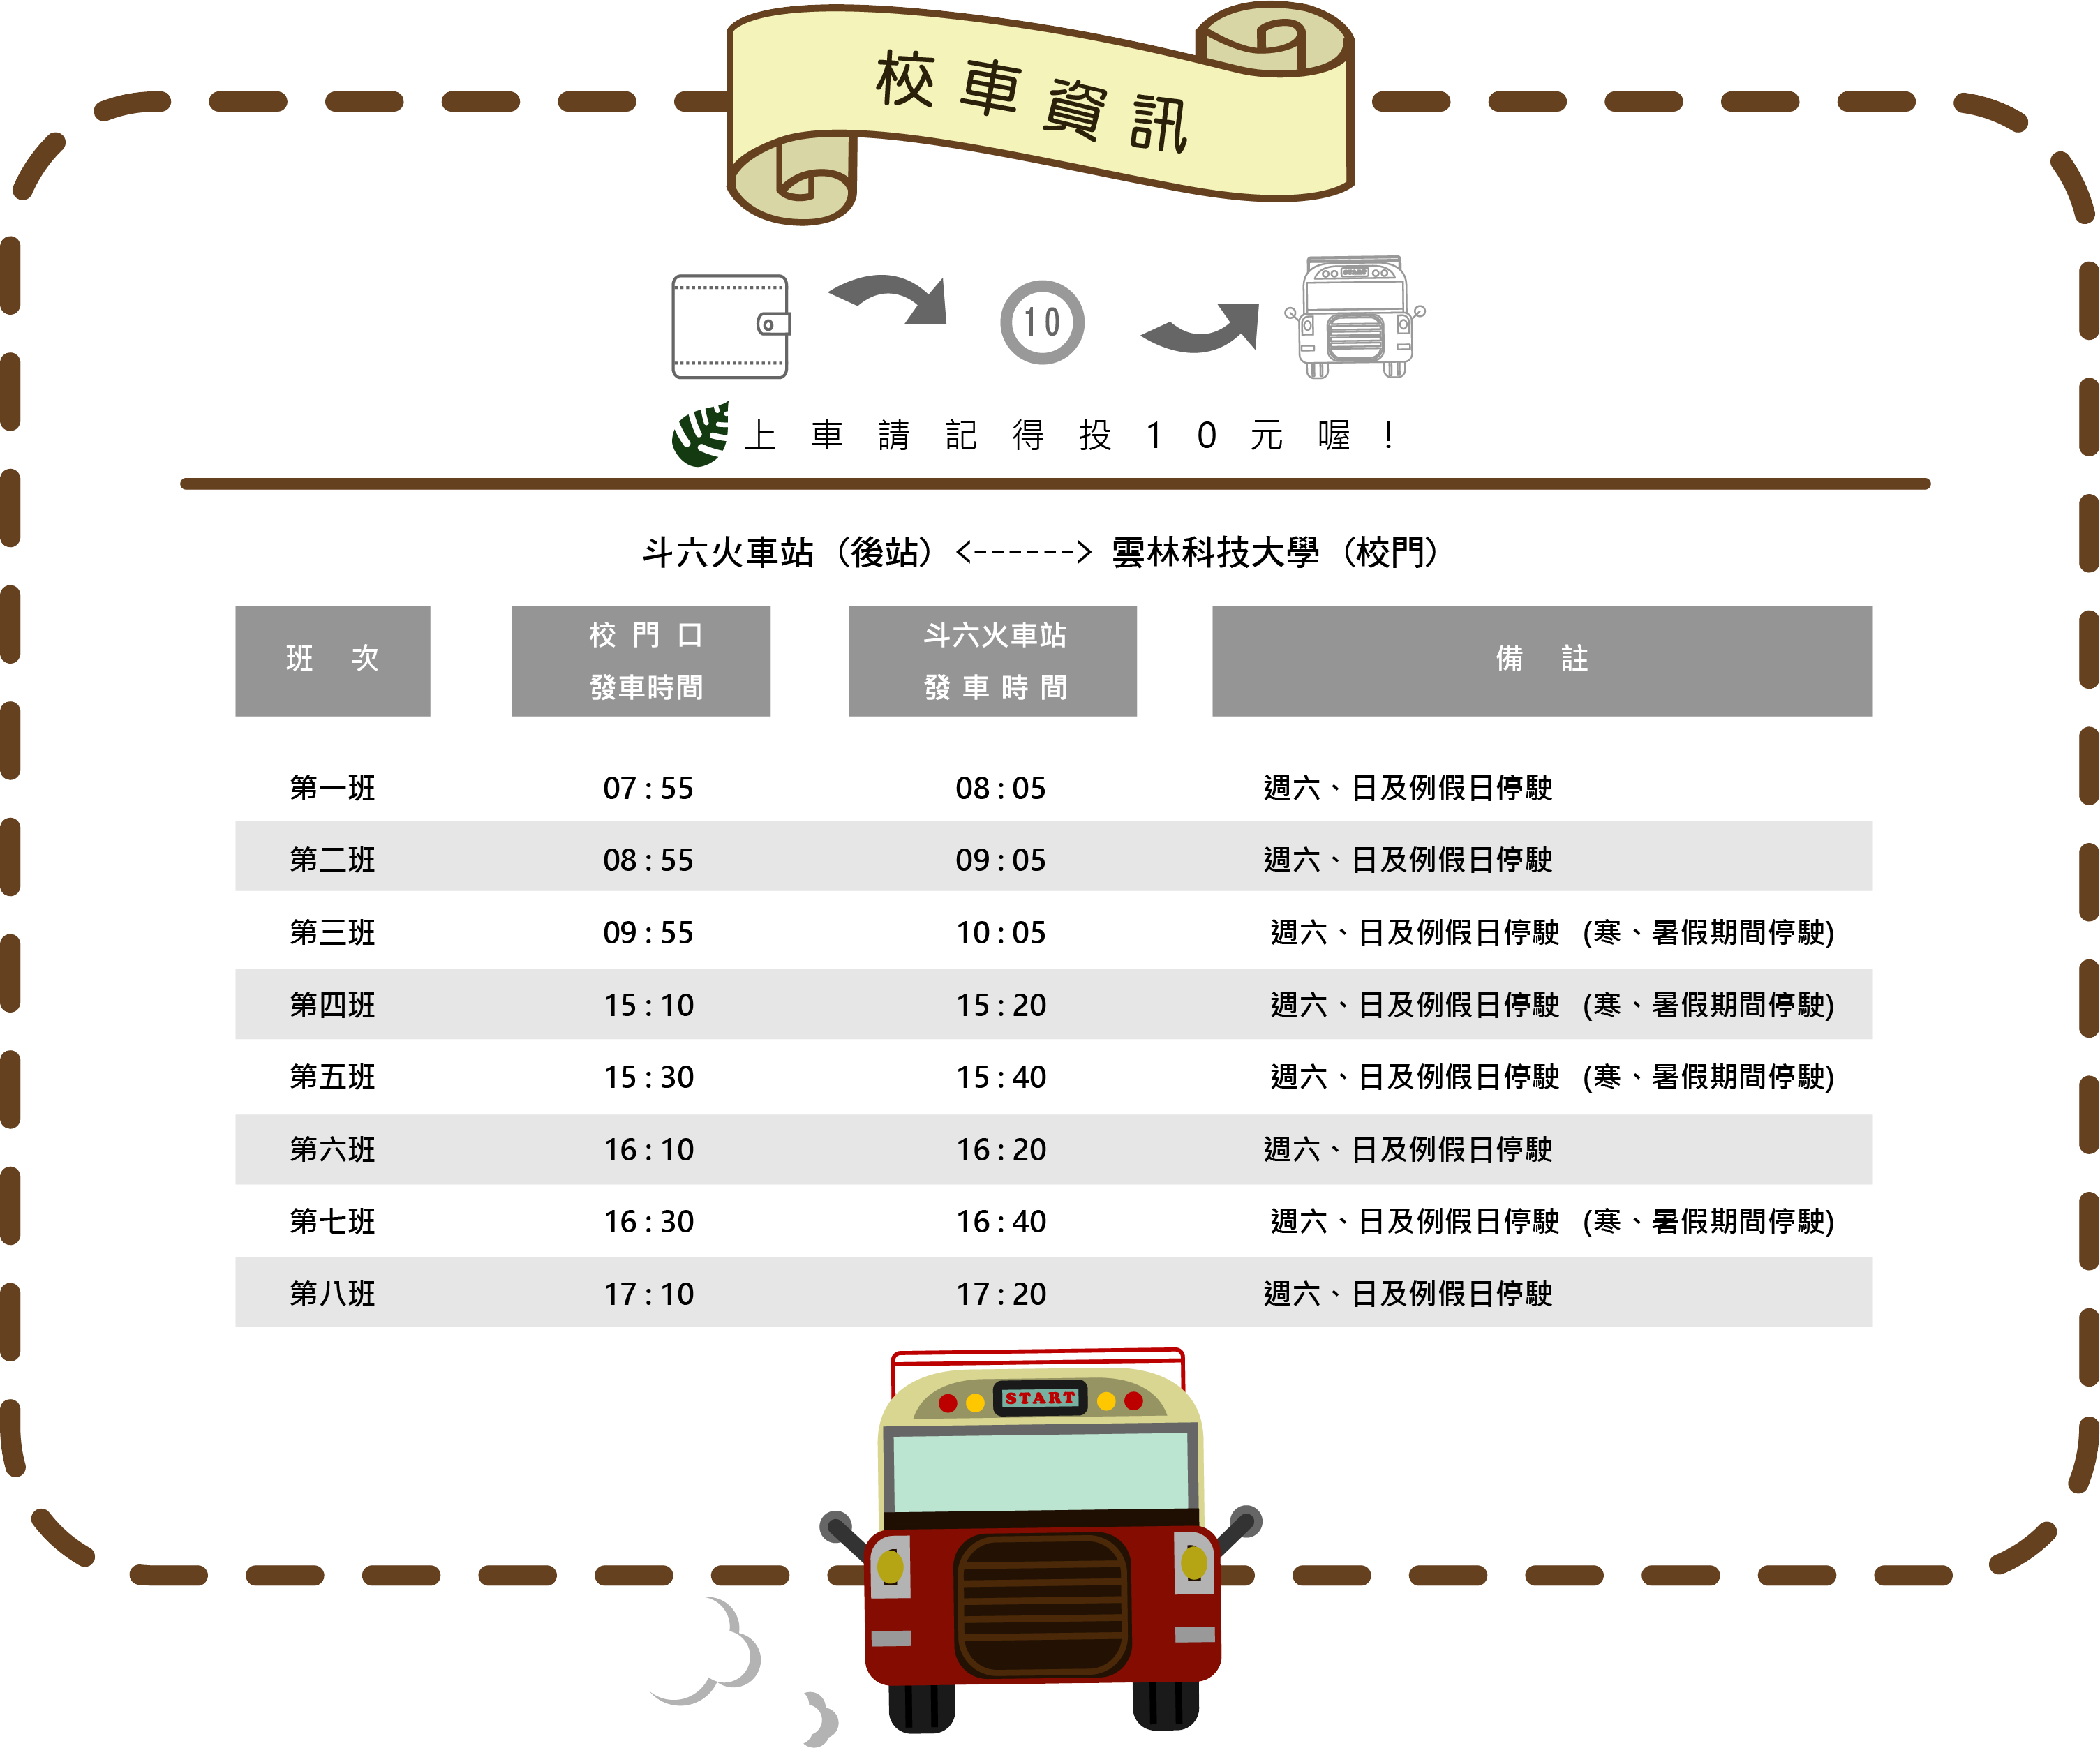 校車資訊
START
10
上車請記得投10元喔!
斗六火車站（後站）<------> 雲林科技大學（校門）
班 次 校 門 口 發車時間 斗六火車站 發 車 時 間 備 註
第一班 07 : 55 08 : 05 週六、日及例假日停駛
第二班 08 : 55 09 : 05 週六、日及例假日停駛
第三班 09 : 55 10 : 05 週六、日及例假日停駛 (寒、暑假期間停駛)
第四班 15 : 10 15 : 20 週六、日及例假日停駛 (寒、暑假期間停駛)
第五班 15 : 30 15 : 40 週六、日及例假日停駛 (寒、暑假期間停駛)
第六班 16 : 10 16 : 20 週六、日及例假日停駛
第七班 16 : 30 16 : 40 週六、日及例假日停駛 (寒、暑假期間停駛)
第八班 17 : 10 17 : 20 週六、日及例假日停駛
START